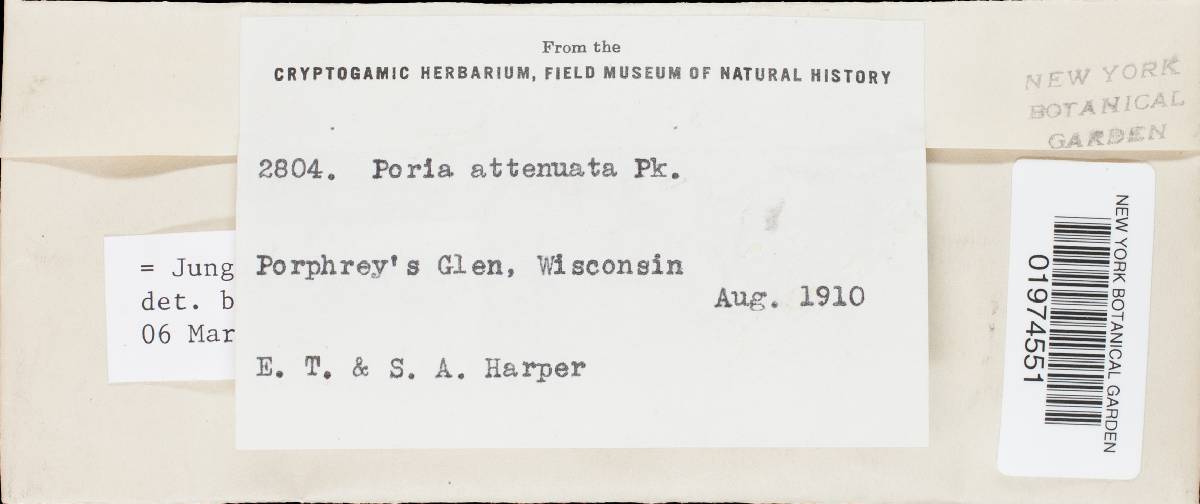 From the
CRYPTOGAMIC HERBARIUM, FIELD MUSEUM OF NATURAL HISTORY
2804. Poria attenuata Pk.
Porphrey's Glen, Wisconsin
Aug. 1910
E. T. & S. A. Harper
= Jung
det. b
06 Mar
NEW YORK
BOTANICAL
GARDEN
NEW YORK BOTANICAL GARDEN
01974551